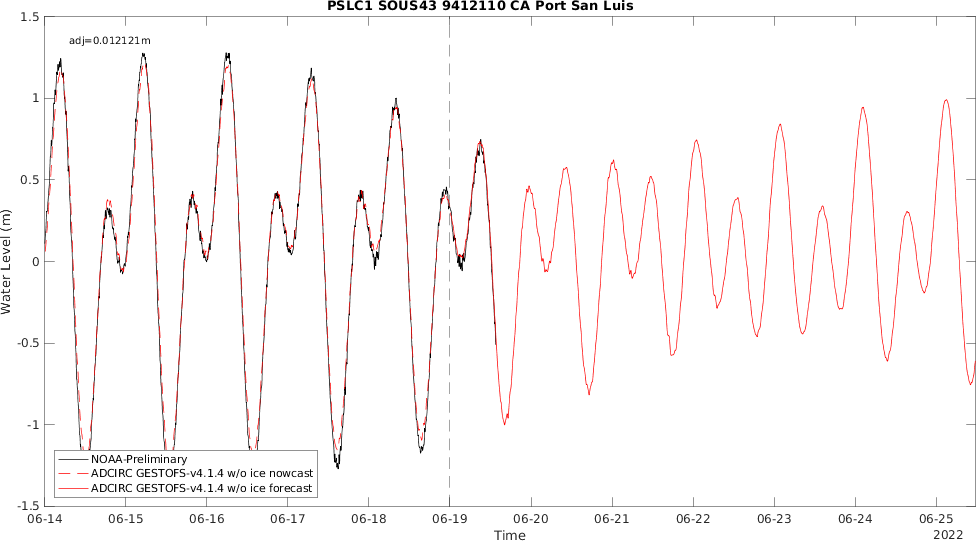 PSLC1 SOUS43 9412110 CA Port San Luis
adj=0.012121m
Water Level (m)
1.5
1
0.5
0
-0.5
-1
-1.5
NOAA-Preliminary
ADCIRC GESTOFS-v4.1.4 w/o ice nowcast
ADCIRC GESTOFS-v4.1.4 w/o ice forecast
06-14 06-15 06-16 06-17 06-18 06-19 06-20 06-21 06-22 06-23 06-24 06-25
2022
Time